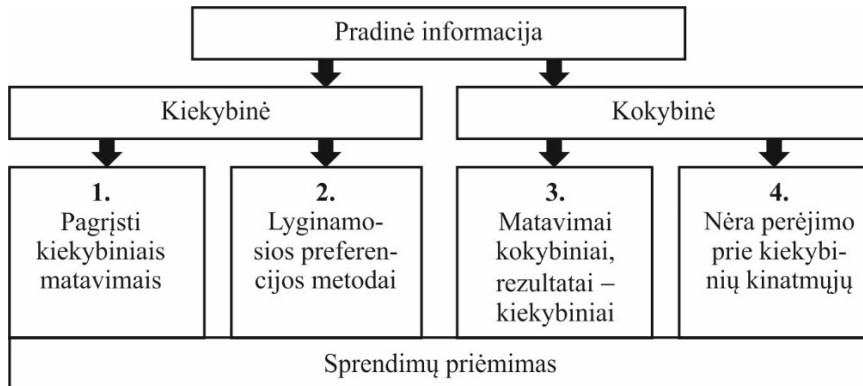 Pradinė informacija
Kiekybinė
Kokybinė
1.
Pagrįsti
kiekybiniais
matavimais
2.
Lyginamo-
sios preferen-
cijos metodai
3.
Matavimai
kokybiniai,
rezultatai –
kiekybiniai
4.
Nėra perėjimo
prie kiekybi-
nių kinatmųjų
Sprendimų priėmimas